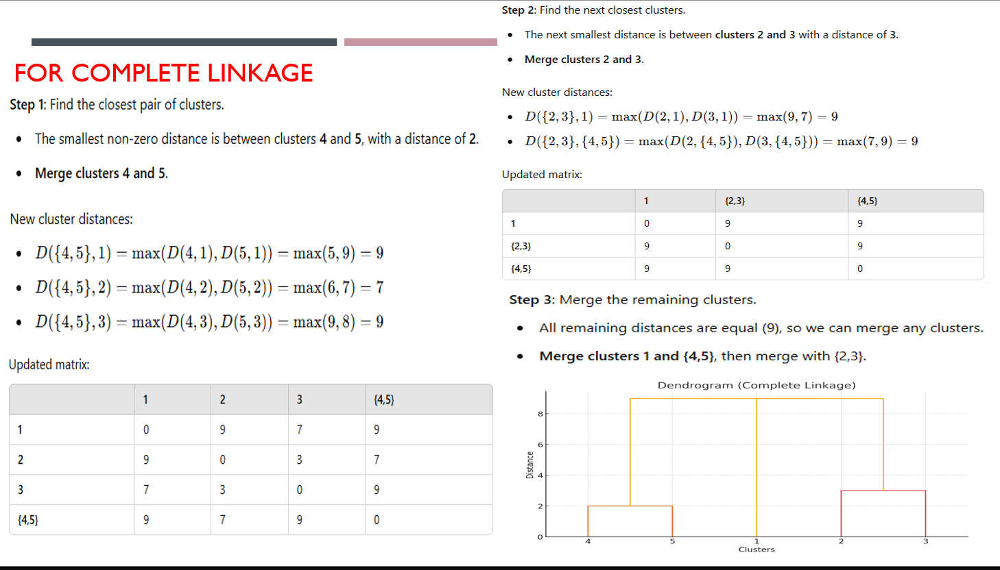 FOR COMPLETE LINKAGE
Step 1: Find the closest pair of clusters.
• The smallest non-zero distance is between clusters 4 and 5, with a distance of 2.
• Merge clusters 4 and 5.
New cluster distances:
• D({4,5},1) = max(D(4,1), D(5,1)) = max(5,9) = 9
• D({4,5},2) = max(D(4,2), D(5,2)) = max(6,7) = 7
• D({4,5},3) = max(D(4,3), D(5,3)) = max(9,8) = 9
Updated matrix:
1 2 3 {4,5}
1 0 9 7 9
2 9 0 3 7
3 7 3 0 9
{4,5} 9 7 9 0
Step 2: Find the next closest clusters.
• The next smallest distance is between clusters 2 and 3 with a distance of 3.
• Merge clusters 2 and 3.
New cluster distances:
• D({2,3},1) = max(D(2,1), D(3,1)) = max(9,7) = 9
• D({2,3},{4,5}) = max(D(2,{4,5}), D(3,{4,5})) = max(7,9) = 9
Updated matrix:
1 {2,3} {4,5}
1 0 9 9
{2,3} 9 0 9
{4,5} 9 9 0
Step 3: Merge the remaining clusters.
• All remaining distances are equal (9), so we can merge any clusters.
• Merge clusters 1 and {4,5}, then merge with {2,3}.
Dendrogram (Complete Linkage)
Distance
8
6
4
2
0
4 5 1 2 3
Clusters